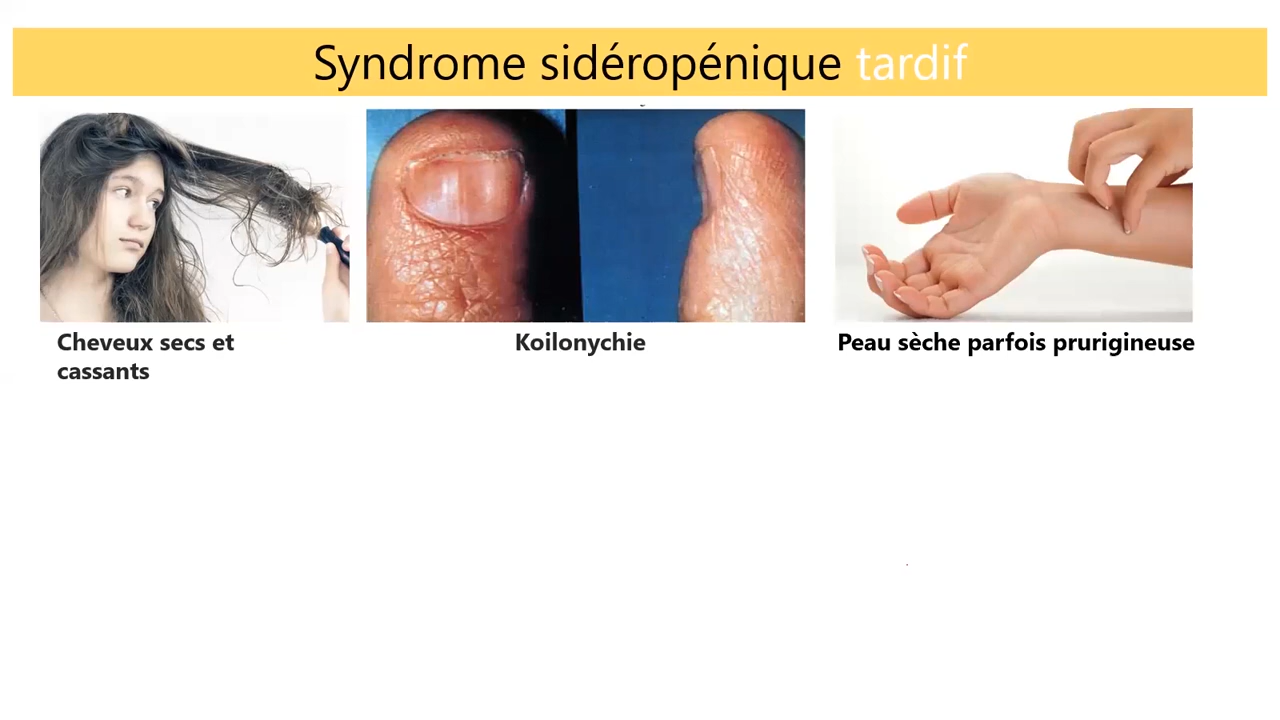 Syndrome sidéropénique tardif
Cheveux secs et
cassants
Koilonychie
Peau sèche parfois prurigineuse